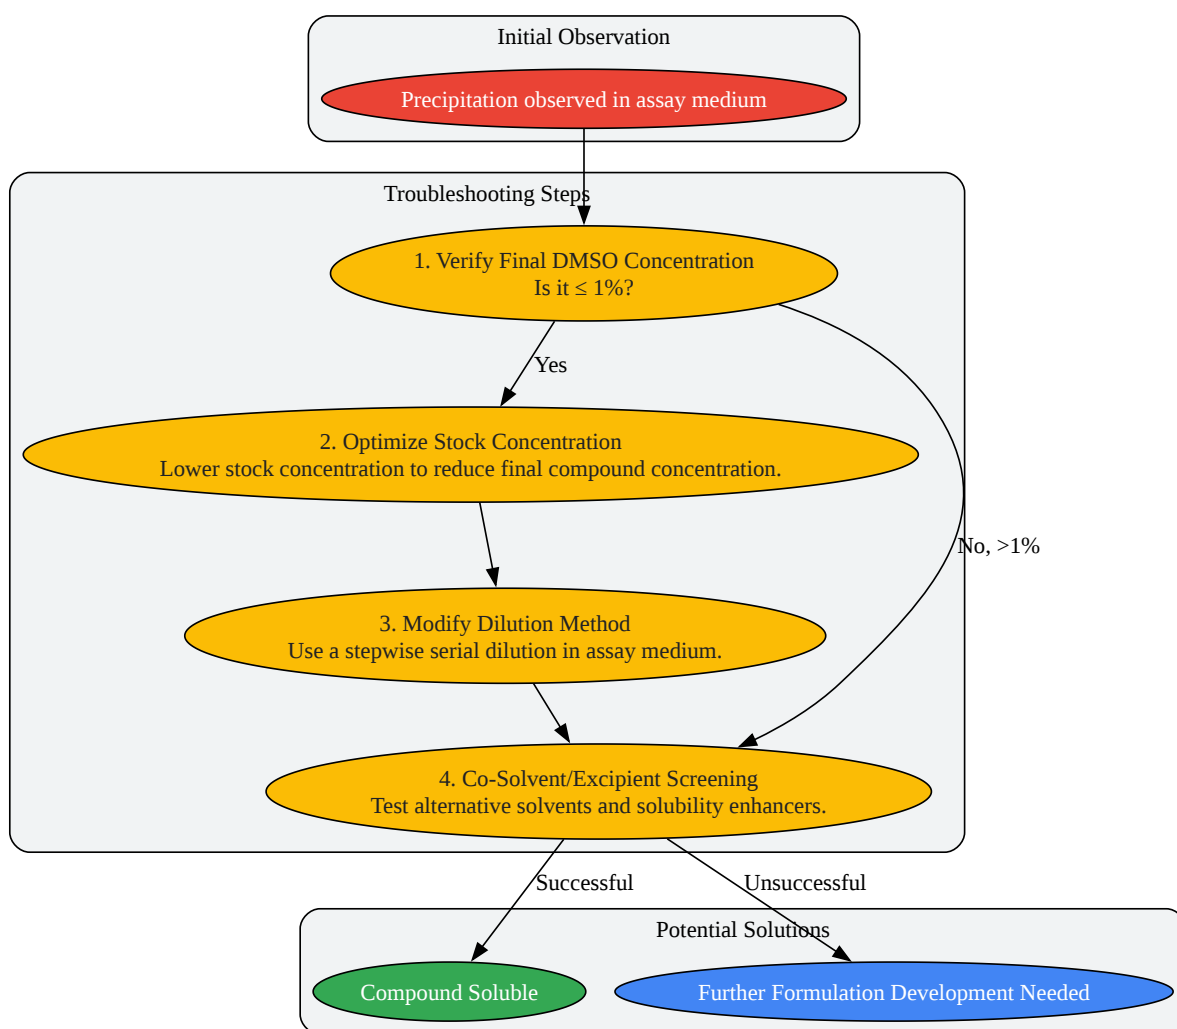 Initial Observation
Precipitation observed in assay medium
Troubleshooting Steps
1. Verify Final DMSO Concentration
Is it ≤ 1%?
Yes
2. Optimize Stock Concentration
Lower stock concentration to reduce final compound concentration.
No, >1%
3. Modify Dilution Method
Use a stepwise serial dilution in assay medium.
4. Co-Solvent/Excipient Screening
Test alternative solvents and solubility enhancers.
Successful
Unsuccessful
Potential Solutions
Compound Soluble
Further Formulation Development Needed